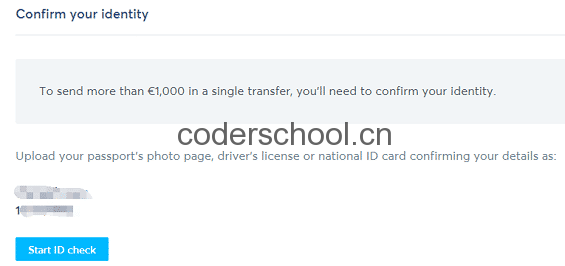 Confirm your identity
To send more than €1,000 in a single transfer, you'll need to confirm your identity.
coderschool.cn
Upload your passport's photo page, driver's license or national ID card confirming your details as:
1
Start ID check